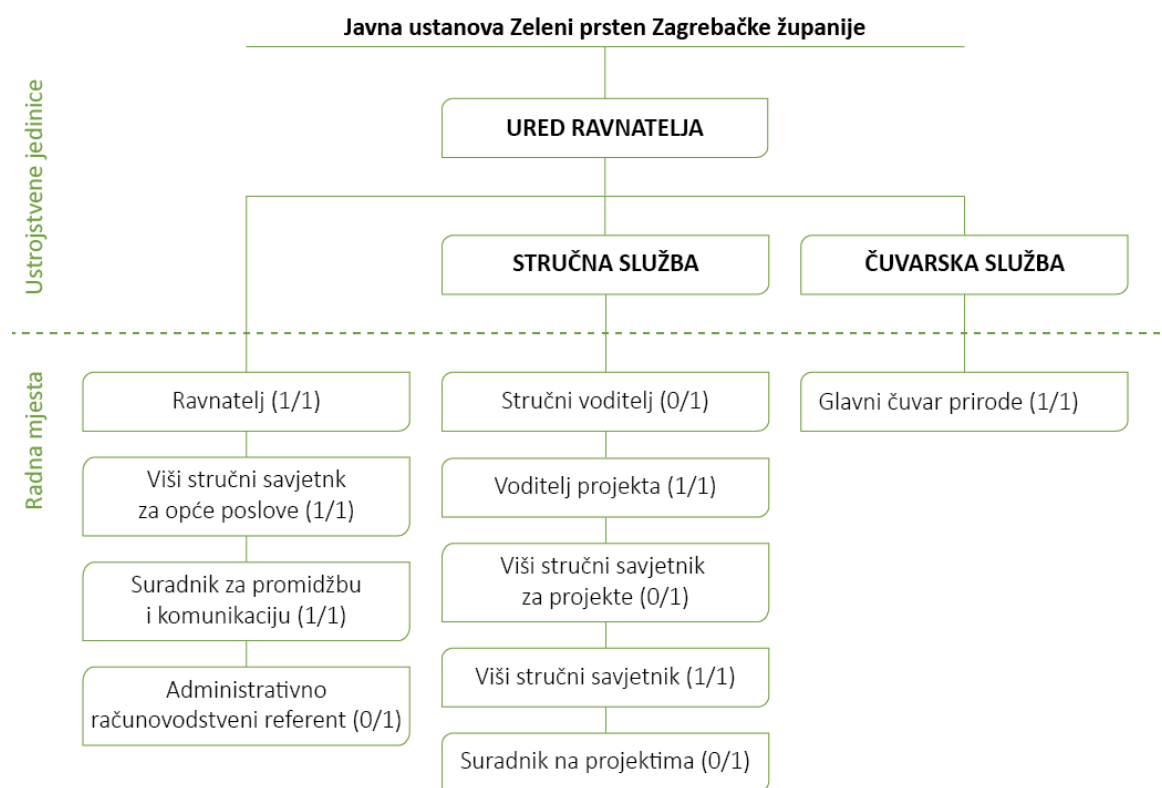 Javna ustanova Zeleni prsten Zagrebačke županije
Ustrojstvene jedinice
URED RAVNATELJA
STRUČNA SLUŽBA
ČUVARSKA SLUŽBA
Radna mjesta
Ravnatelj (1/1)
Viši stručni savjetnk
za opće poslove (1/1)
Suradnik za promidžbu
i komunikaciju (1/1)
Administrativno
računovodstveni referent (0/1)
Stručni voditelj (0/1)
Voditelj projekta (1/1)
Viši stručni savjetnik
za projekte (0/1)
Viši stručni savjetnik (1/1)
Suradnik na projektima (0/1)
Glavni čuvar prirode (1/1)